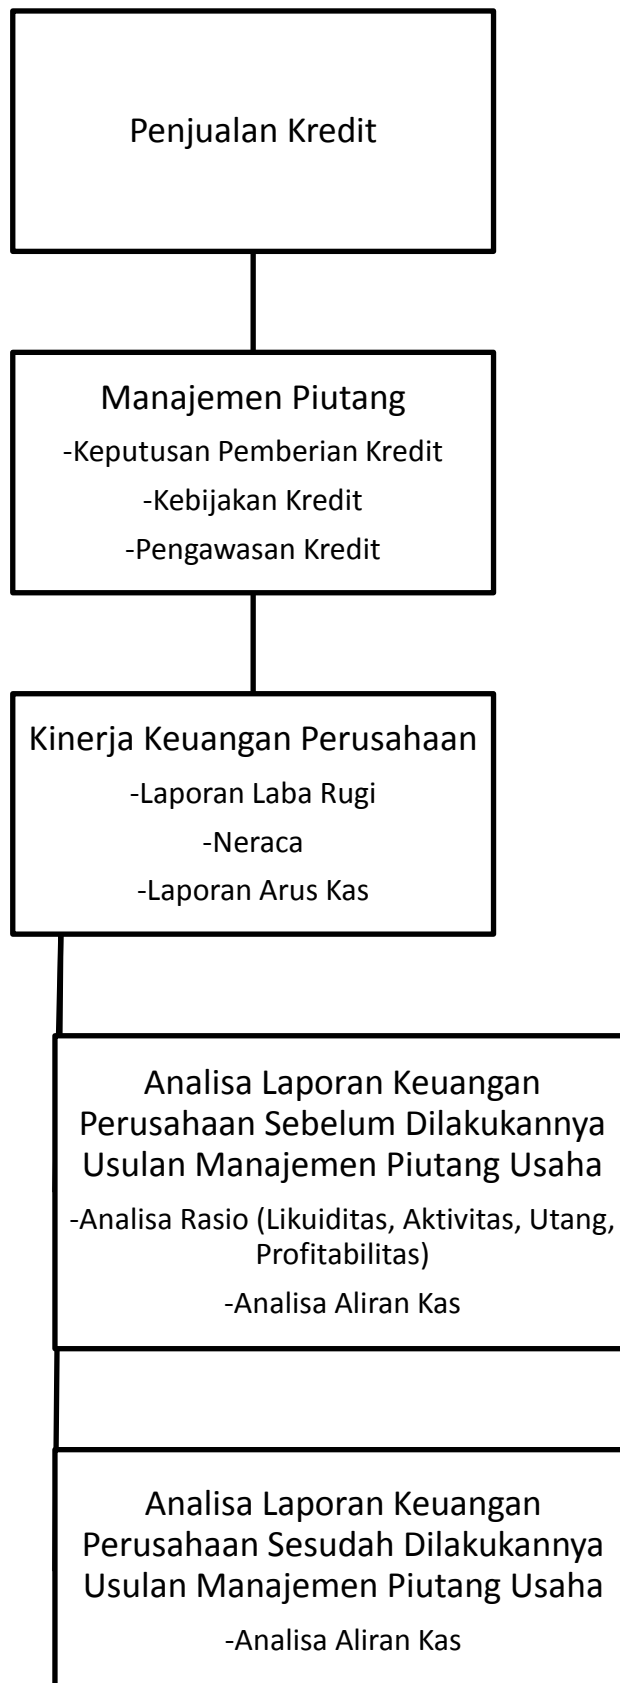 Penjualan Kredit
Manajemen Piutang
-Keputusan Pemberian Kredit
-Kebijakan Kredit
-Pengawasan Kredit
Kinerja Keuangan Perusahaan
-Laporan Laba Rugi
-Neraca
-Laporan Arus Kas
Analisa Laporan Keuangan
Perusahaan Sebelum Dilakukannya
Usulan Manajemen Piutang Usaha
-Analisa Rasio (Likuiditas, Aktivitas, Utang,
Profitabilitas)
-Analisa Aliran Kas
Analisa Laporan Keuangan
Perusahaan Sesudah Dilakukannya
Usulan Manajemen Piutang Usaha
-Analisa Aliran Kas